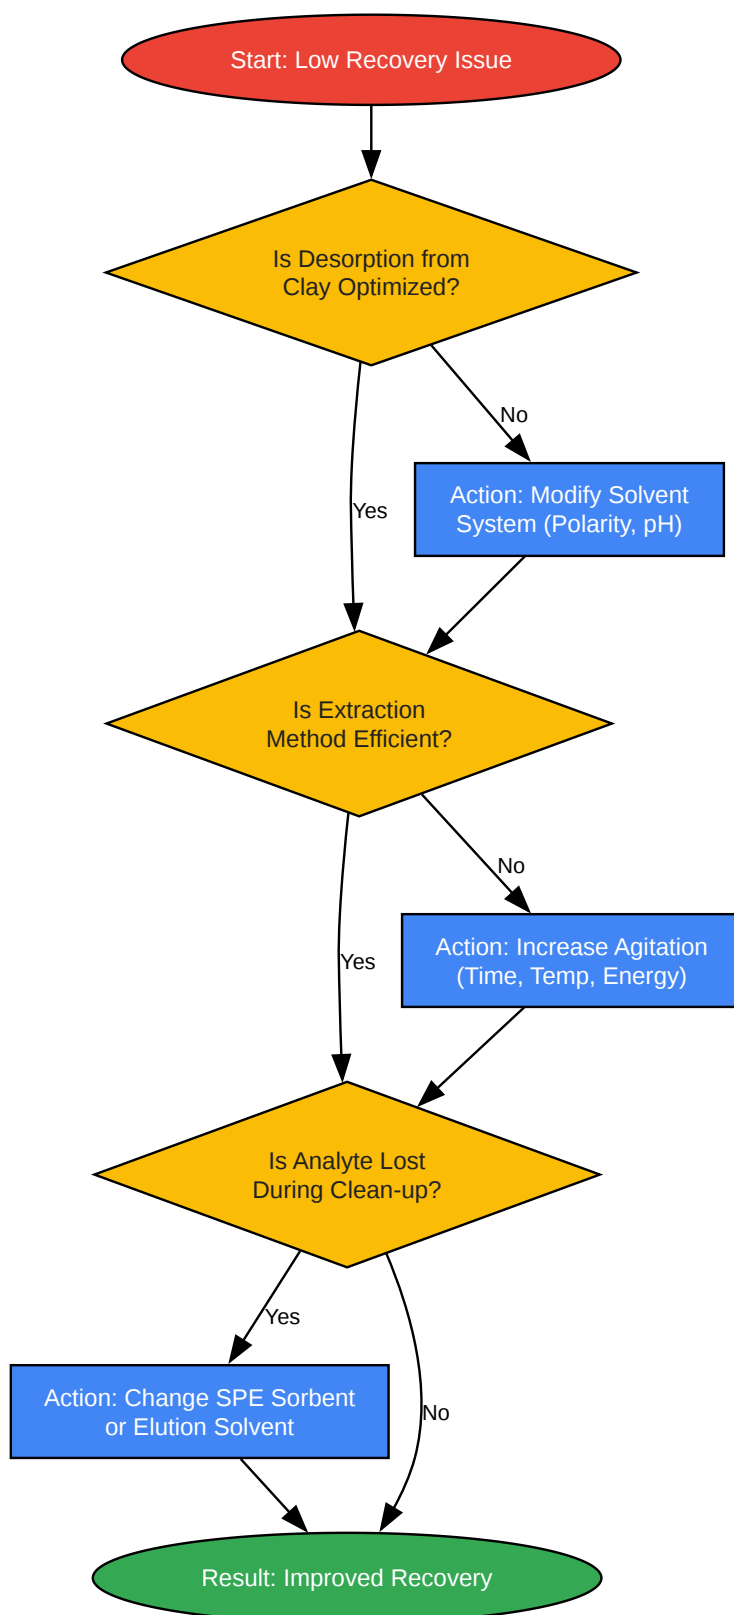 Start: Low Recovery Issue
Is Desorption from
Clay Optimized?
No
Action: Modify Solvent
System (Polarity, pH)
Yes
Is Extraction
Method Efficient?
No
Action: Increase Agitation
(Time, Temp, Energy)
Yes
Is Analyte Lost
During Clean-up?
Yes
Action: Change SPE Sorbent
or Elution Solvent
No
Result: Improved Recovery